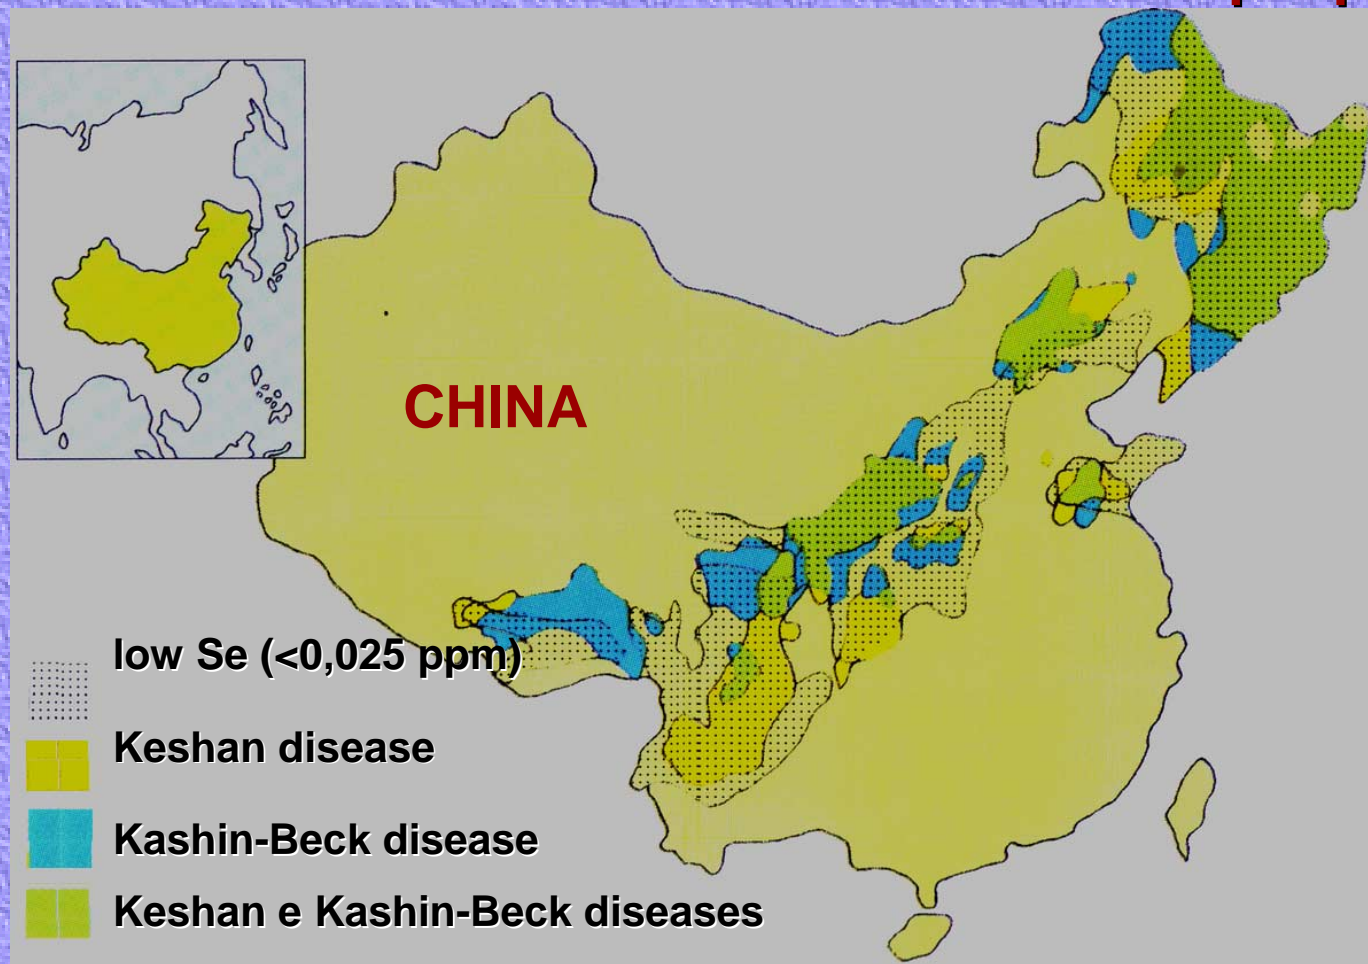 CHINA
low Se (<0,025 ppm)
Keshan disease
Kashin-Beck disease
Keshan e Kashin-Beck diseases